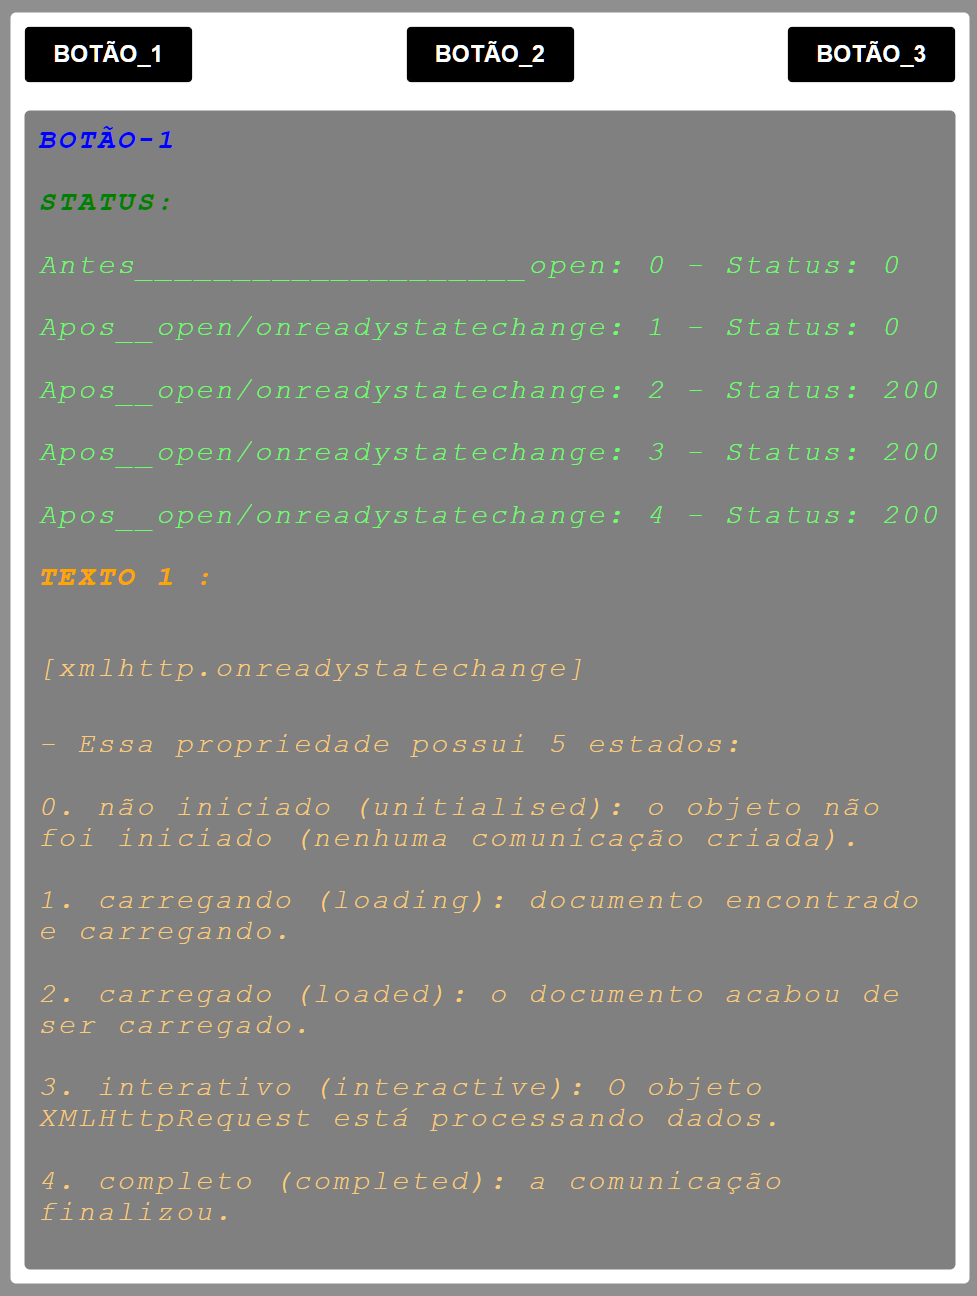 BOTÃO_1 BOTÃO_2 BOTÃO_3
BOTÃO-1
STATUS:
Antes____________________open: 0 - Status: 0
Apos__open/onreadystatechange: 1 - Status: 0
Apos__open/onreadystatechange: 2 - Status: 200
Apos__open/onreadystatechange: 3 - Status: 200
Apos__open/onreadystatechange: 4 - Status: 200
TEXTO 1 :
[xmlhttp.onreadystatechange]
- Essa propriedade possui 5 estados:
0. não iniciado (unitialised): o objeto não
foi iniciado (nenhuma comunicação criada).
1. carregando (loading): documento encontrado
e carregando.
2. carregado (loaded): o documento acabou de
ser carregado.
3. interativo (interactive): O objeto
XMLHttpRequest está processando dados.
4. completo (completed): a comunicação
finalizou.